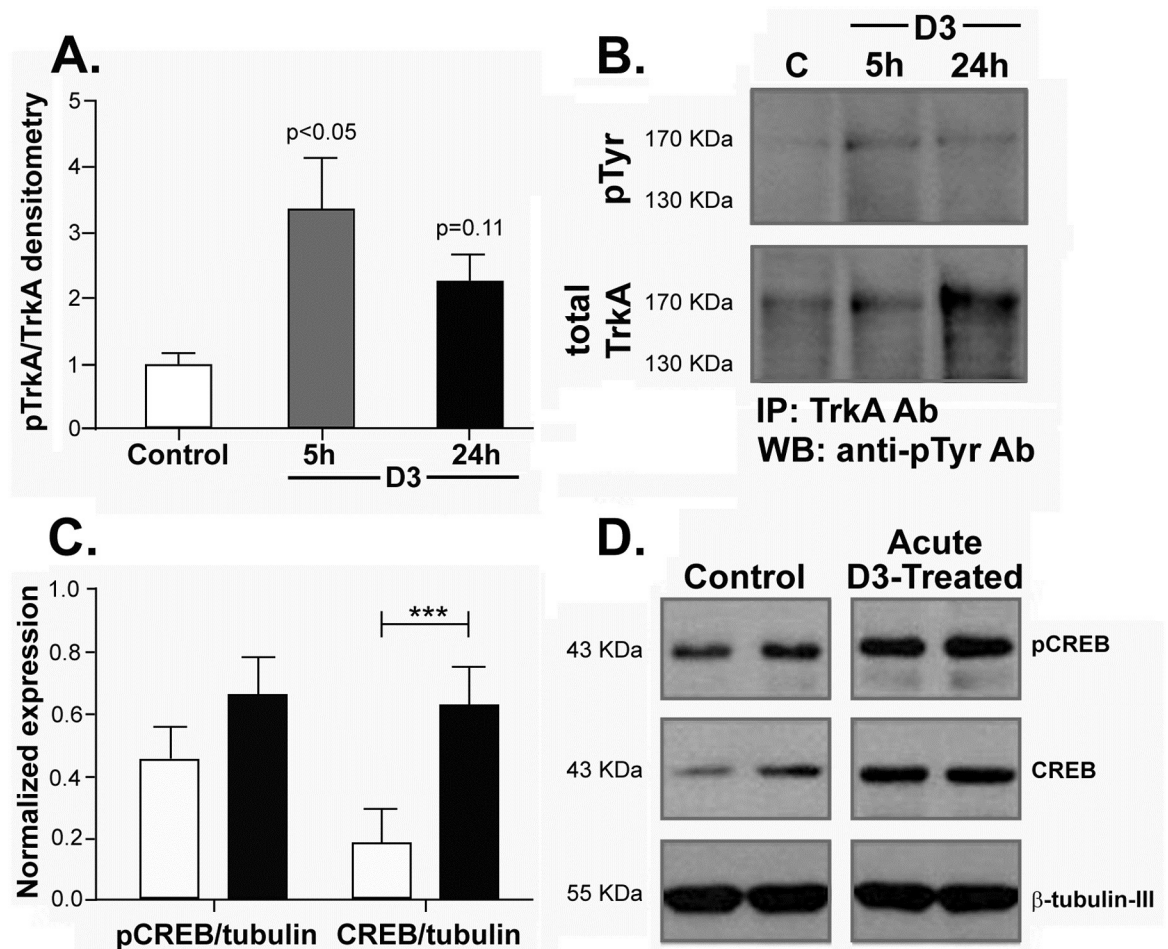 A.
pTrkA/TrkA densitometry
5
4
3
2
1
0
p<0.05
p=0.11
Control
5h
24h
D3
B.
D3
C
5h
24h
pTyr
170 KDa
130 KDa
total
TrkA
170 KDa
130 KDa
IP: TrkA Ab
WB: anti-pTyr Ab
C.
Normalized expression
1.0
0.8
0.6
0.4
0.2
0.0
***
pCREB/tubulin
CREB/tubulin
D.
Control
Acute
D3-Treated
43 KDa
pCREB
43 KDa
CREB
55 KDa
β-tubulin-III